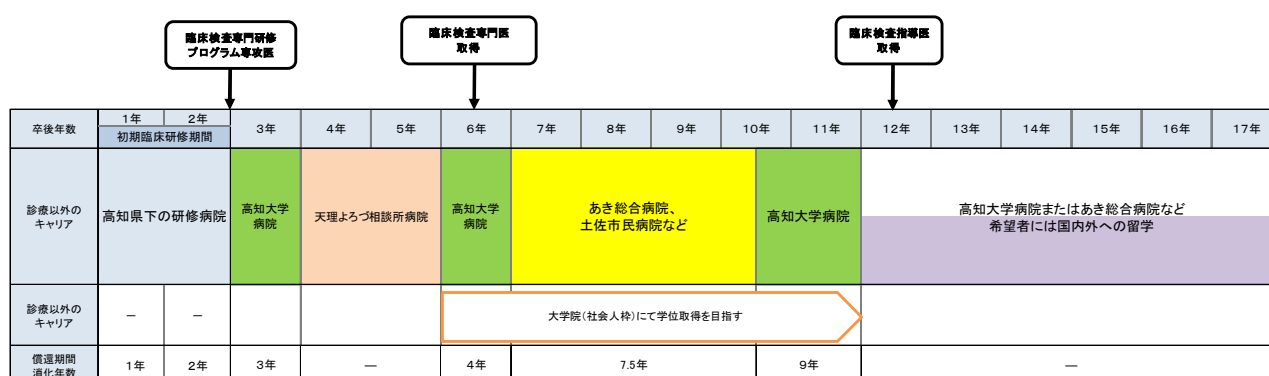 臨床検査専門研修
プログラム専攻医
臨床検査専門医
取得
臨床検査指導医
取得
卒後年数
1年
2年
初期臨床研修期間
3年
4年
5年
6年
7年
8年
9年
10年
11年
12年
13年
14年
15年
16年
17年
診療以外の
キャリア
高知県下の研修病院
高知大学
病院
天理よろづ相談所病院
高知大学
病院
あき総合病院、
土佐市民病院など
高知大学病院
高知大学病院またはあき総合病院など
希望者には国内外への留学
診療以外の
キャリア
―
―
大学院(社会人枠)にて学位取得を目指す
償還期間
消化年数
1年
2年
3年
―
4年
7.5年
9年
―